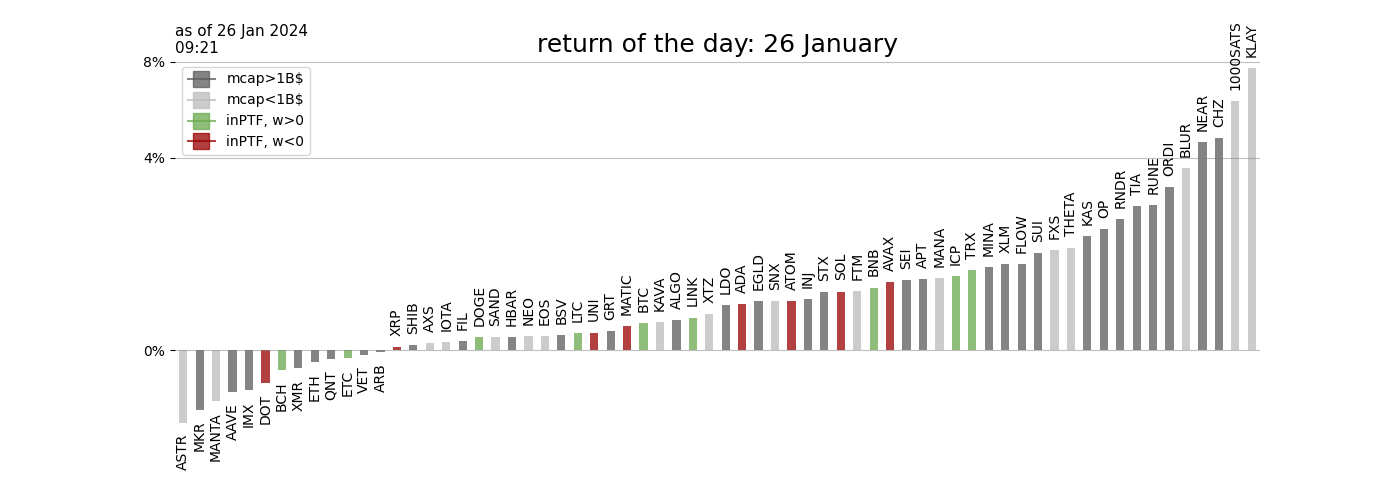 as of 26 Jan 2024
09:21
return of the day: 26 January
8%
4%
0%
mcap>1B$
mcap<1B$
inPTF, w>0
inPTF, w<0
ASTR
MKR
MANTA
AAVE
IMX
DOT
BCH
XMR
ETH
QNT
ETC
VET
ARB
XRP
SHIB
AXS
IOTA
FIL
DOGE
SAND
HBAR
NEO
EOS
BSV
LTC
UNI
GRT
MATIC
BTC
KAVA
ALGO
LINK
XTZ
LDO
ADA
EGLD
SNX
ATOM
INJ
STX
SOL
FTM
BNB
AVAX
SEI
APT
MANA
ICP
TRX
MINA
XLM
FLOW
SUI
FXS
THETA
KAS
OP
RNDR
TIA
RUNE
ORDI
BLUR
NEAR
CHZ
1000SATS
KLAY